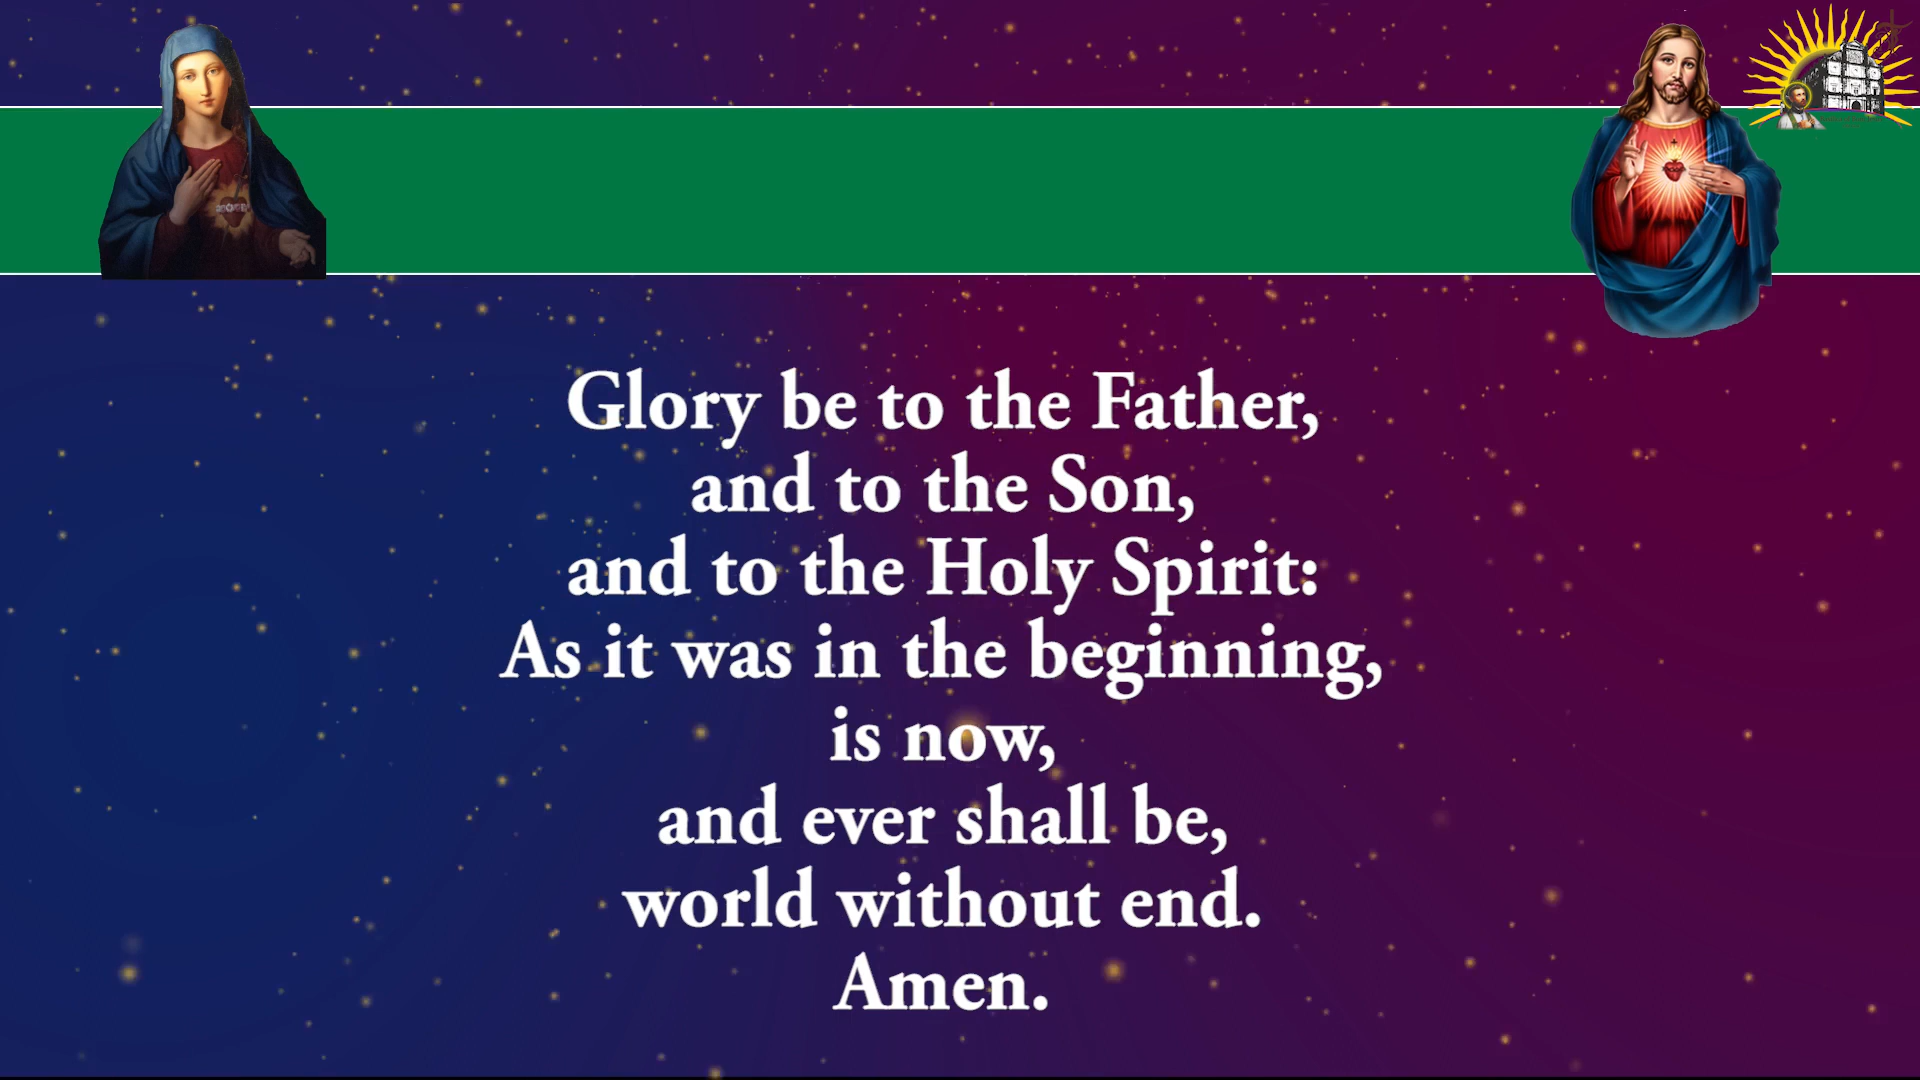 Glory be to the Father,
and to the Son,
and to the Holy Spirit:
As it was in the beginning,
is now,
and ever shall be,
world without end.
Amen.